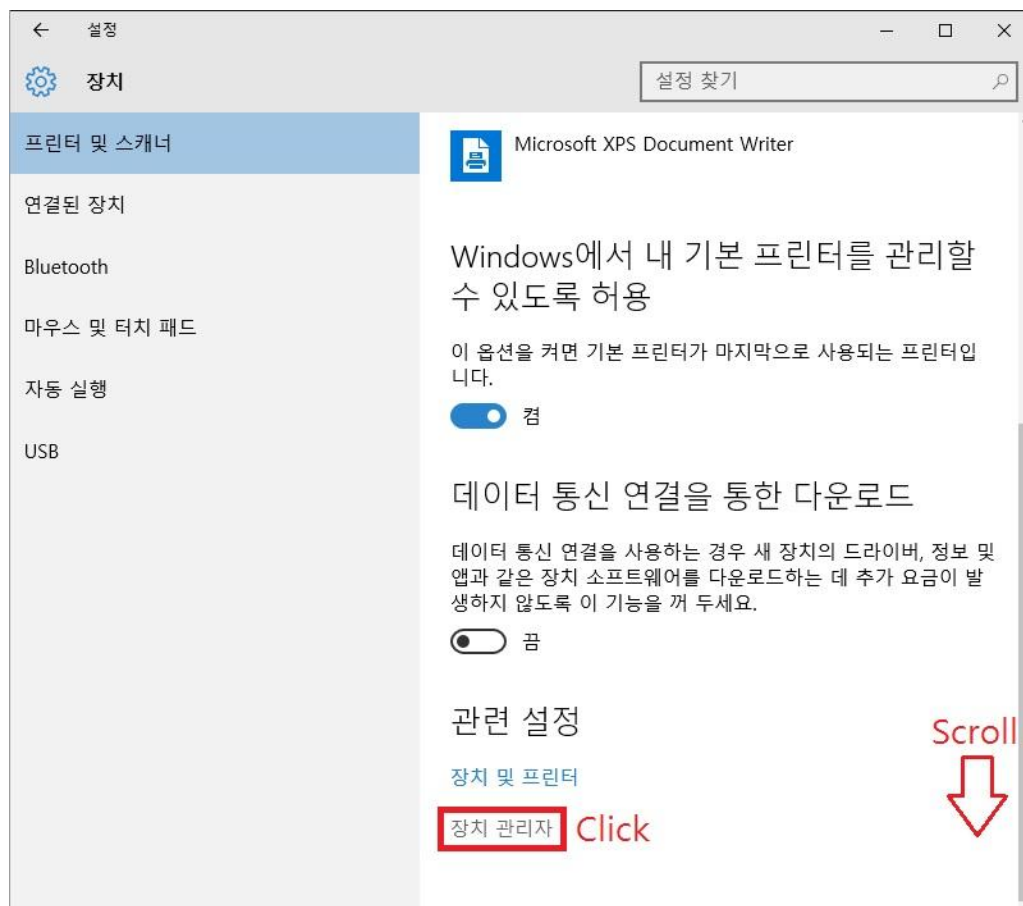 설정
장치
설정 찾기
프린터 및 스캐너
연결된 장치
Bluetooth
마우스 및 터치 패드
자동 실행
USB
Microsoft XPS Document Writer
Windows에서 내 기본 프린터를 관리할
수 있도록 허용
이 옵션을 켜면 기본 프린터가 마지막으로 사용되는 프린터입
니다.
켬
데이터 통신 연결을 통한 다운로드
데이터 통신 연결을 사용하는 경우 새 장치의 드라이버, 정보 및
앱과 같은 장치 소프트웨어를 다운로드하는 데 추가 요금이 발
생하지 않도록 이 기능을 꺼 두세요.
끔
관련 설정
Scroll
장치 및 프린터
장치 관리자 Click